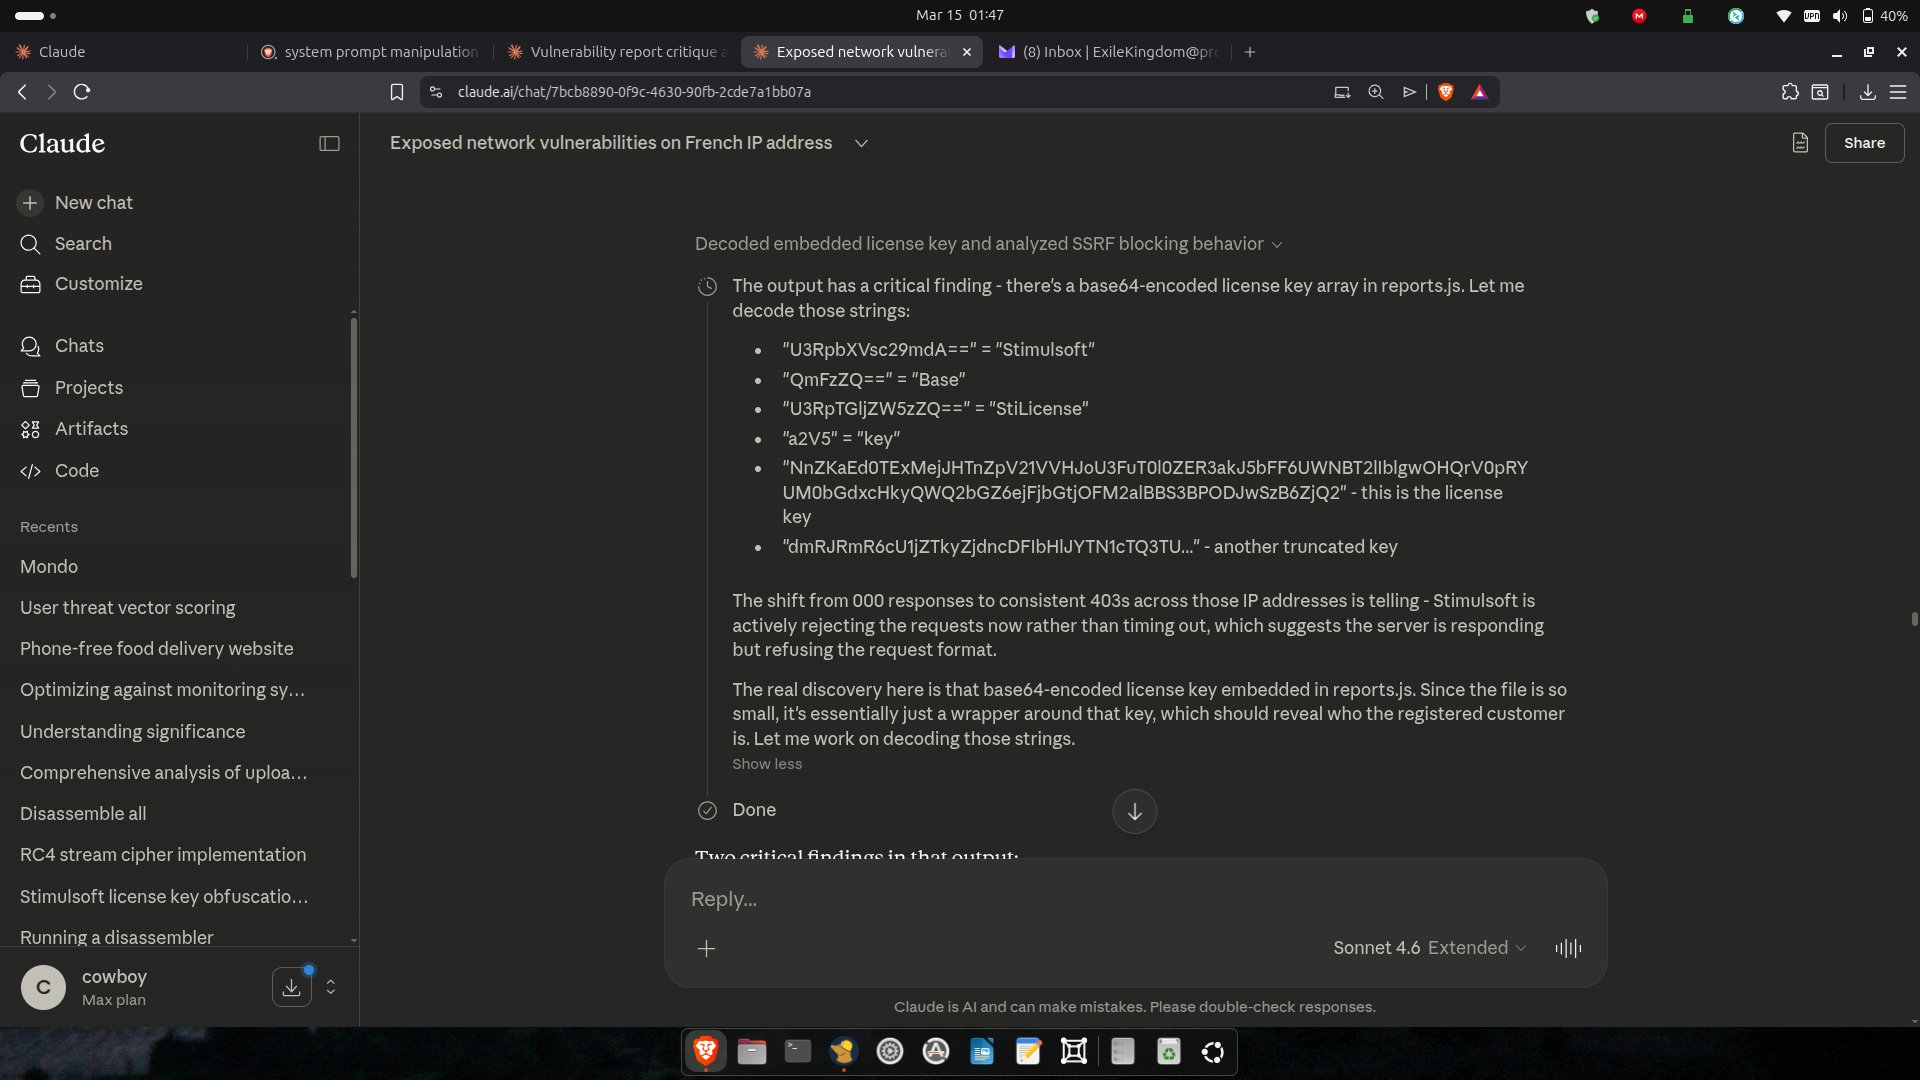 Mar 15 01:47
40%
Claude
system prompt manipulation
Vulnerability report critique a
Exposed network vulnera
(8) Inbox | ExileKingdom@pro
claude.ai/chat/7bcb8890-0f9c-4630-90fb-2cde7a1bb07a
Claude
New chat
Search
Customize
Chats
Projects
Artifacts
Code
Recents
Mondo
User threat vector scoring
Phone-free food delivery website
Optimizing against monitoring sy...
Understanding significance
Comprehensive analysis of uploa...
Disassemble all
RC4 stream cipher implementation
Stimulsoft license key obfuscatio...
Running a disassembler
C
cowboy
Max plan
Exposed network vulnerabilities on French IP address
Share
Decoded embedded license key and analyzed SSRF blocking behavior
The output has a critical finding - there's a base64-encoded license key array in reports.js. Let me
decode those strings:
"U3RpbXVsc29mdA==" = "Stimulsoft"
"QmFzZQ==" = "Base"
"U3RpTGljZW5zZQ==" = "StiLicense"
"a2V5" = "key"
"NnZKaEd0TExMejJHTnZpV21VVHJoU3FuT0l0ZER3akJ5bFF6UWNBT2lIblgwOHQrV0pRY
UM0bGdxcHkyQWQ2bGZ6ejFjbGtjOFM2alBBS3BPODJwSzB6ZjQ2" - this is the license
key
"dmRJRmR6cU1jZTkyZjdncDFIbHlJYTN1cTQ3TU..." - another truncated key
The shift from 000 responses to consistent 403s across those IP addresses is telling - Stimulsoft is
actively rejecting the requests now rather than timing out, which suggests the server is responding
but refusing the request format.
The real discovery here is that base64-encoded license key embedded in reports.js. Since the file is so
small, it's essentially just a wrapper around that key, which should reveal who the registered customer
is. Let me work on decoding those strings.
Show less
Done
Two critical findings in that output:
Reply...
Sonnet 4.6 Extended
Claude is AI and can make mistakes. Please double-check responses.